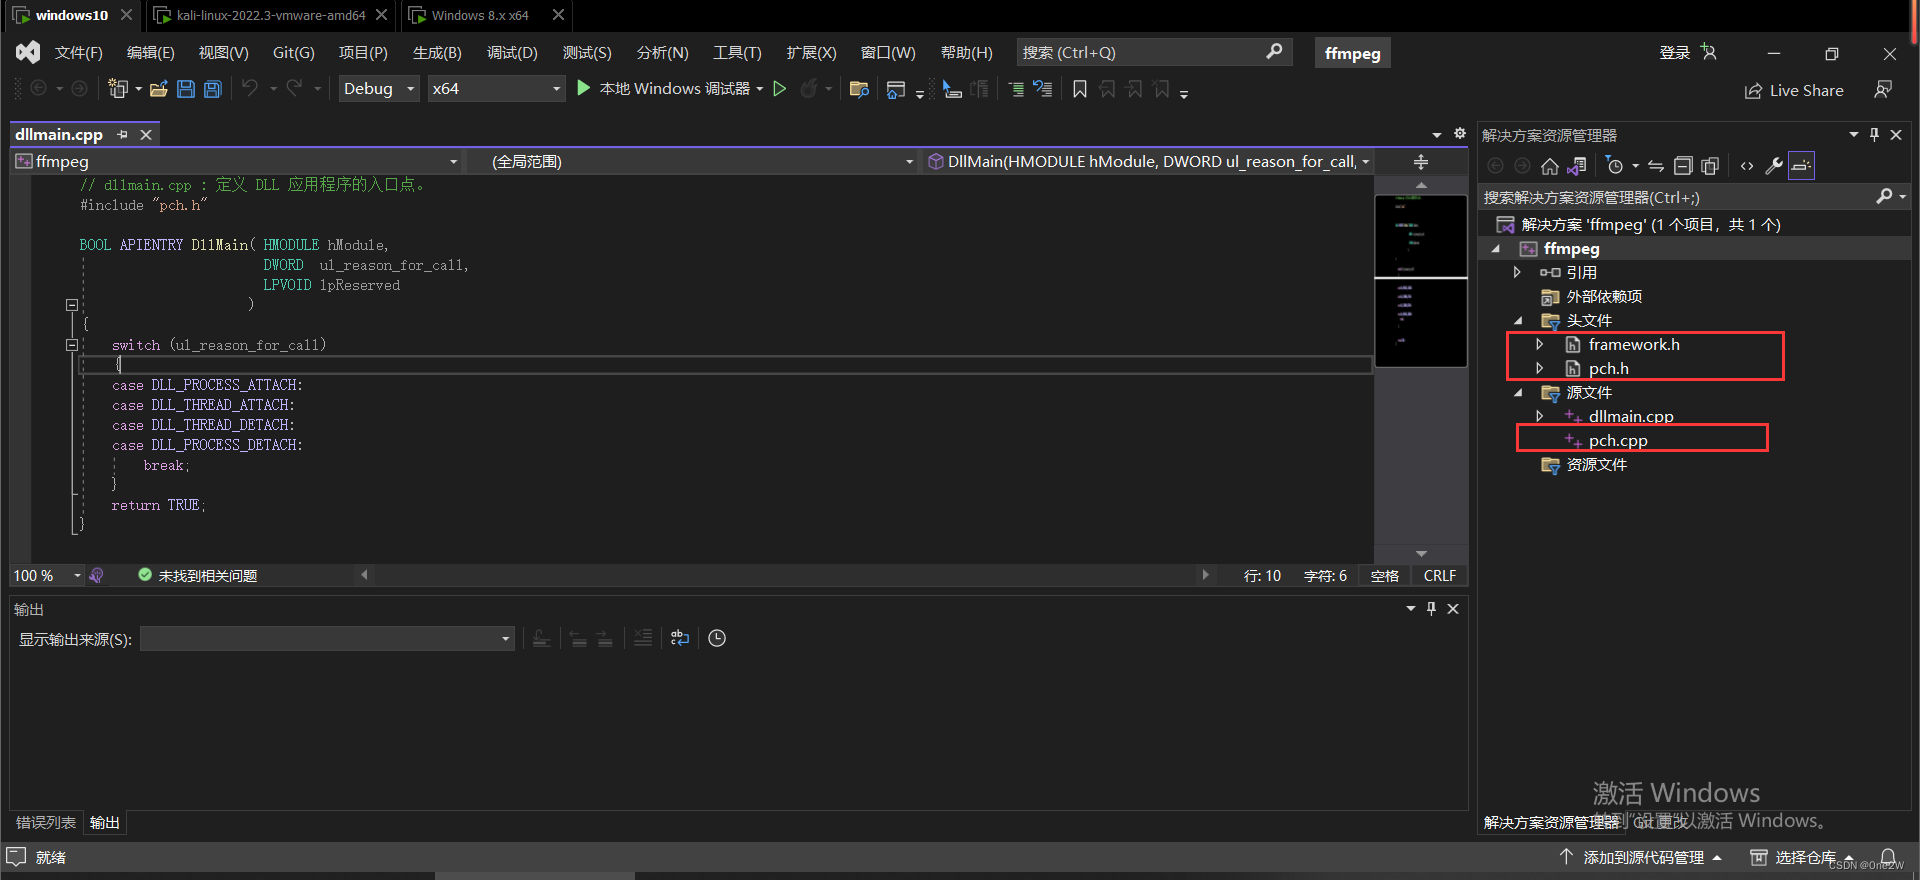 windows10
kali-linux-2022.3-vmware-amd64
Windows 8.x x64
文件(F) 编辑(E) 视图(V) Git(G) 项目(P) 生成(B) 调试(D) 测试(S) 分析(N) 工具(T) 扩展(X) 窗口(W) 帮助(H) 搜索 (Ctrl+Q) ffmpeg 登录
Debug x64 本地 Windows 调试器 Live Share
dllmain.cpp
ffmpeg (全局范围) DllMain(HMODULE hModule, DWORD ul_reason_for_call,
// dllmain.cpp : 定义 DLL 应用程序的入口点。
#include "pch.h"
BOOL APIENTRY DllMain( HMODULE hModule,
DWORD  ul_reason_for_call,
LPVOID lpReserved
)
{
switch (ul_reason_for_call)
{
case DLL_PROCESS_ATTACH:
case DLL_THREAD_ATTACH:
case DLL_THREAD_DETACH:
case DLL_PROCESS_DETACH:
break;
}
return TRUE;
}
100 % 未找到相关问题 行: 10 字符: 6 空格 CRLF
输出
显示输出来源(S):
错误列表 输出
解决方案资源管理器
搜索解决方案资源管理器(Ctrl+;)
解决方案 'ffmpeg' (1 个项目，共 1 个)
ffmpeg
引用
外部依赖项
头文件
framework.h
pch.h
源文件
dllmain.cpp
pch.cpp
资源文件
激活 Windows
转到"设置"以激活 Windows。
解决方案资源管理器 Git 更改
就绪 添加到源代码管理 选择仓库
CSDN @One2W